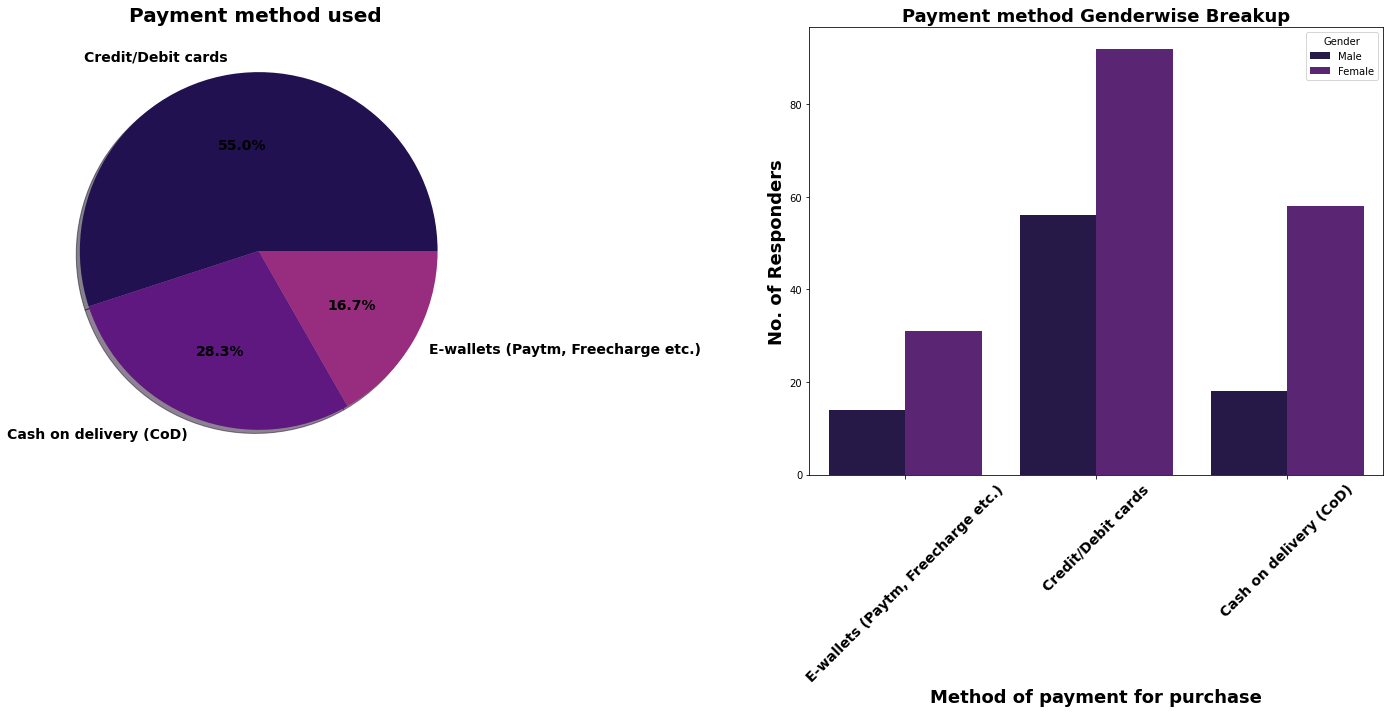 Payment method used
Credit/Debit cards
55.0%
16.7%
E-wallets (Paytm, Freecharge etc.)
28.3%
Cash on delivery (CoD)
Payment method Genderwise Breakup
Gender
Male
Female
No. of Responders
80
60
40
20
0
E-wallets (Paytm, Freecharge etc.)
Credit/Debit cards
Cash on delivery (CoD)
Method of payment for purchase